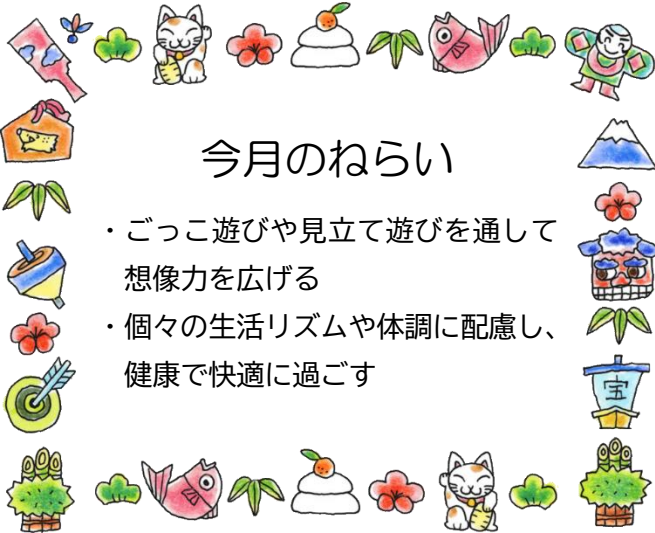 今月のねらい
・ごっこ遊びや見立て遊びを通して
想像力を広げる
・個々の生活リズムや体調に配慮し、
健康で快適に過ごす
宝